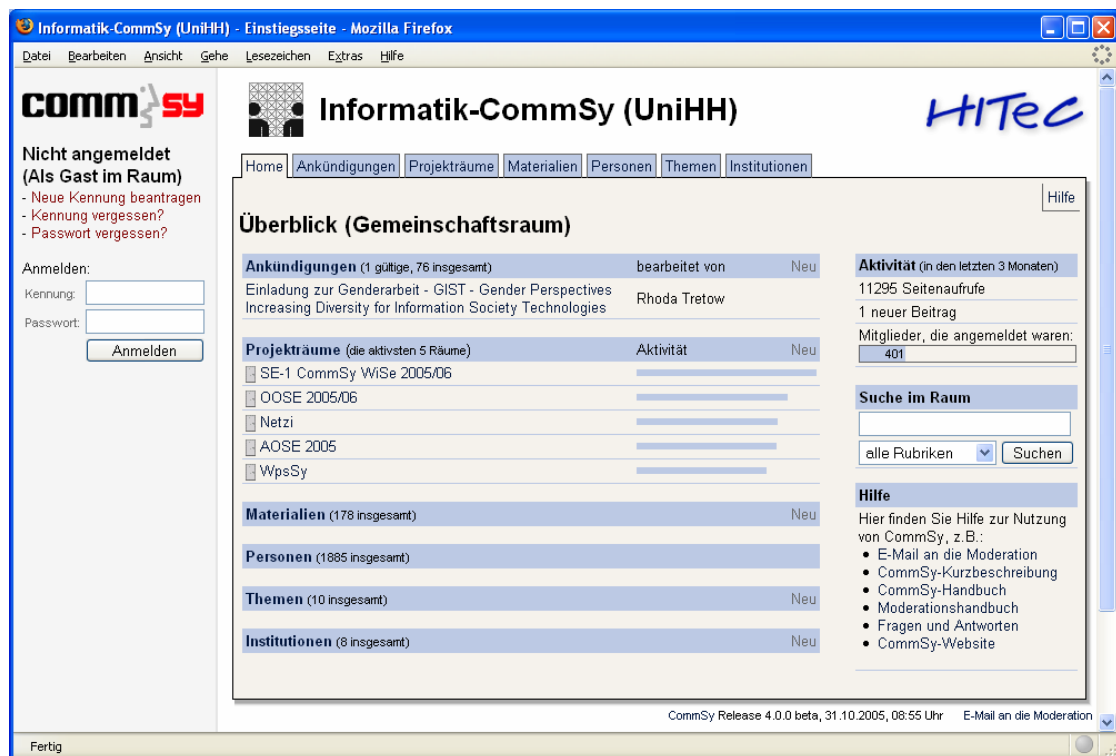 Informatik-CommSy (UniHH) - Einstiegsseite - Mozilla Firefox
Datei Bearbeiten Ansicht Gehe Lesezeichen Extras Hilfe
commsy
Nicht angemeldet
(Als Gast im Raum)
- Neue Kennung beantragen
- Kennung vergessen?
- Passwort vergessen?
Anmelden:
Kennung:
Passwort:
Anmelden
Informatik-CommSy (UniHH)
HITeC
Home Ankündigungen Projekträume Materialien Personen Themen Institutionen
Hilfe
Überblick (Gemeinschaftsraum)
Ankündigungen (1 gültige, 76 insgesamt) bearbeitet von Neu
Einladung zur Genderarbeit - GIST - Gender Perspectives
Increasing Diversity for Information Society Technologies
Rhoda Tretow
Projekträume (die aktivsten 5 Räume) Aktivität Neu
SE-1 CommSy WiSe 2005/06
OOSE 2005/06
Netzi
AOSE 2005
WpsSy
Materialien (178 insgesamt) Neu
Personen (1885 insgesamt)
Themen (10 insgesamt) Neu
Institutionen (8 insgesamt) Neu
Aktivität (in den letzten 3 Monaten)
11295 Seitenaufrufe
1 neuer Beitrag
Mitglieder, die angemeldet waren:
401
Suche im Raum
alle Rubriken Suchen
Hilfe
Hier finden Sie Hilfe zur Nutzung
von CommSy, z.B.:
• E-Mail an die Moderation
• CommSy-Kurzbeschreibung
• CommSy-Handbuch
• Moderationshandbuch
• Fragen und Antworten
• CommSy-Website
CommSy Release 4.0.0 beta, 31.10.2005, 08:55 Uhr E-Mail an die Moderation
Fertig